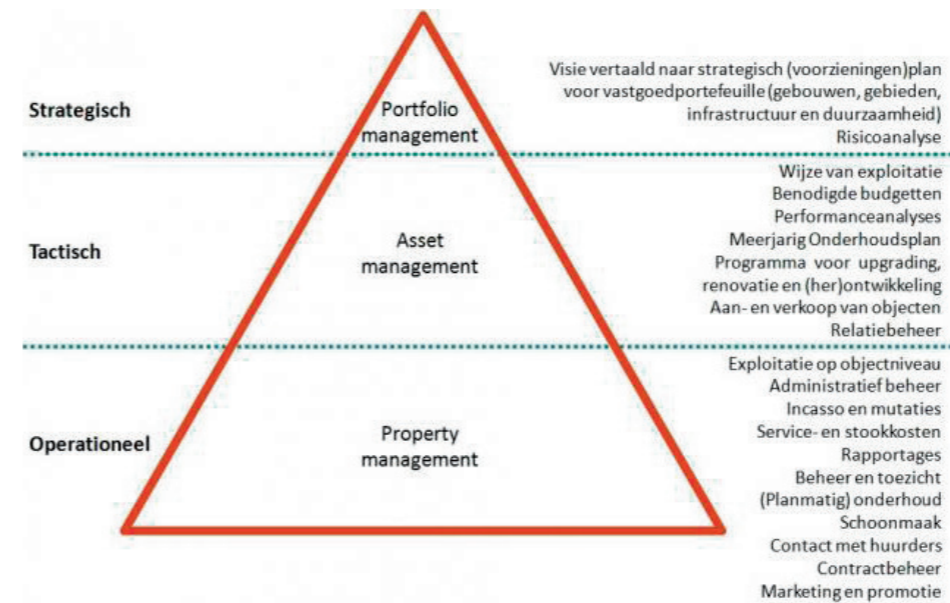 Strategisch
Portfolio
management
Visie vertaald naar strategisch (voorzieningen)plan
voor vastgoedportefeuille (gebouwen, gebieden,
infrastructuur en duurzaamheid)
Risicoanalyse
Tactisch
Asset
management
Wijze van exploitatie
Benodigde budgetten
Performanceanalyses
Meerjarig Onderhoudsplan
Programma voor upgrading,
renovatie en (her)ontwikkeling
Aan- en verkoop van objecten
Relatiebeheer
Operationeel
Property
management
Exploitatie op objectniveau
Administratief beheer
Incasso en mutaties
Service- en stookkosten
Rapportages
Beheer en toezicht
(Planmatig) onderhoud
Schoonmaak
Contact met huurders
Contractbeheer
Marketing en promotie